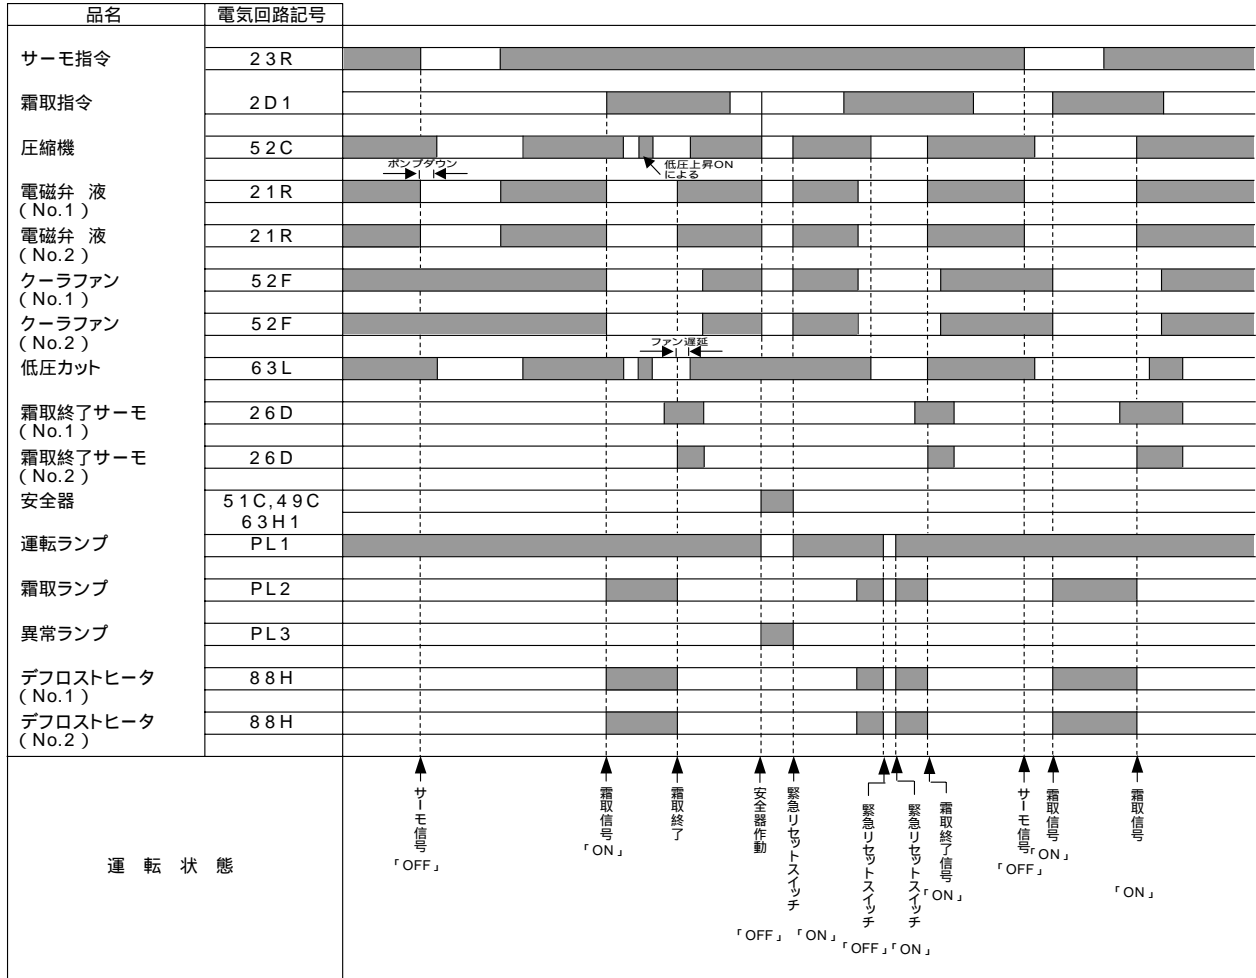 品名 電気回路記号
サーモ指令 23R
霜取指令 2D1
圧縮機 52C
ポンプダウン
低圧上昇ON
による
電磁弁 液 21R
(No.1)
電磁弁 液 21R
(No.2)
クーラファン 52F
(No.1)
クーラファン 52F
(No.2)
ファン遅延
低圧カット 63L
霜取終了サーモ 26D
(No.1)
霜取終了サーモ 26D
(No.2)
安全器 51C,49C
63H1
運転ランプ PL1
霜取ランプ PL2
異常ランプ PL3
デフロストヒータ 88H
(No.1)
デフロストヒータ 88H
(No.2)
運転状態
サーモ信号
「OFF」
霜取信号
「ON」
霜取終了
安全器作動
「OFF」
緊急リセットスイッチ
「ON」
緊急リセットスイッチ
「OFF」
緊急リセットスイッチ
「ON」
霜取終了信号
「ON」
サーモ信号
「OFF」
霜取信号
「ON」
霜取信号
「ON」